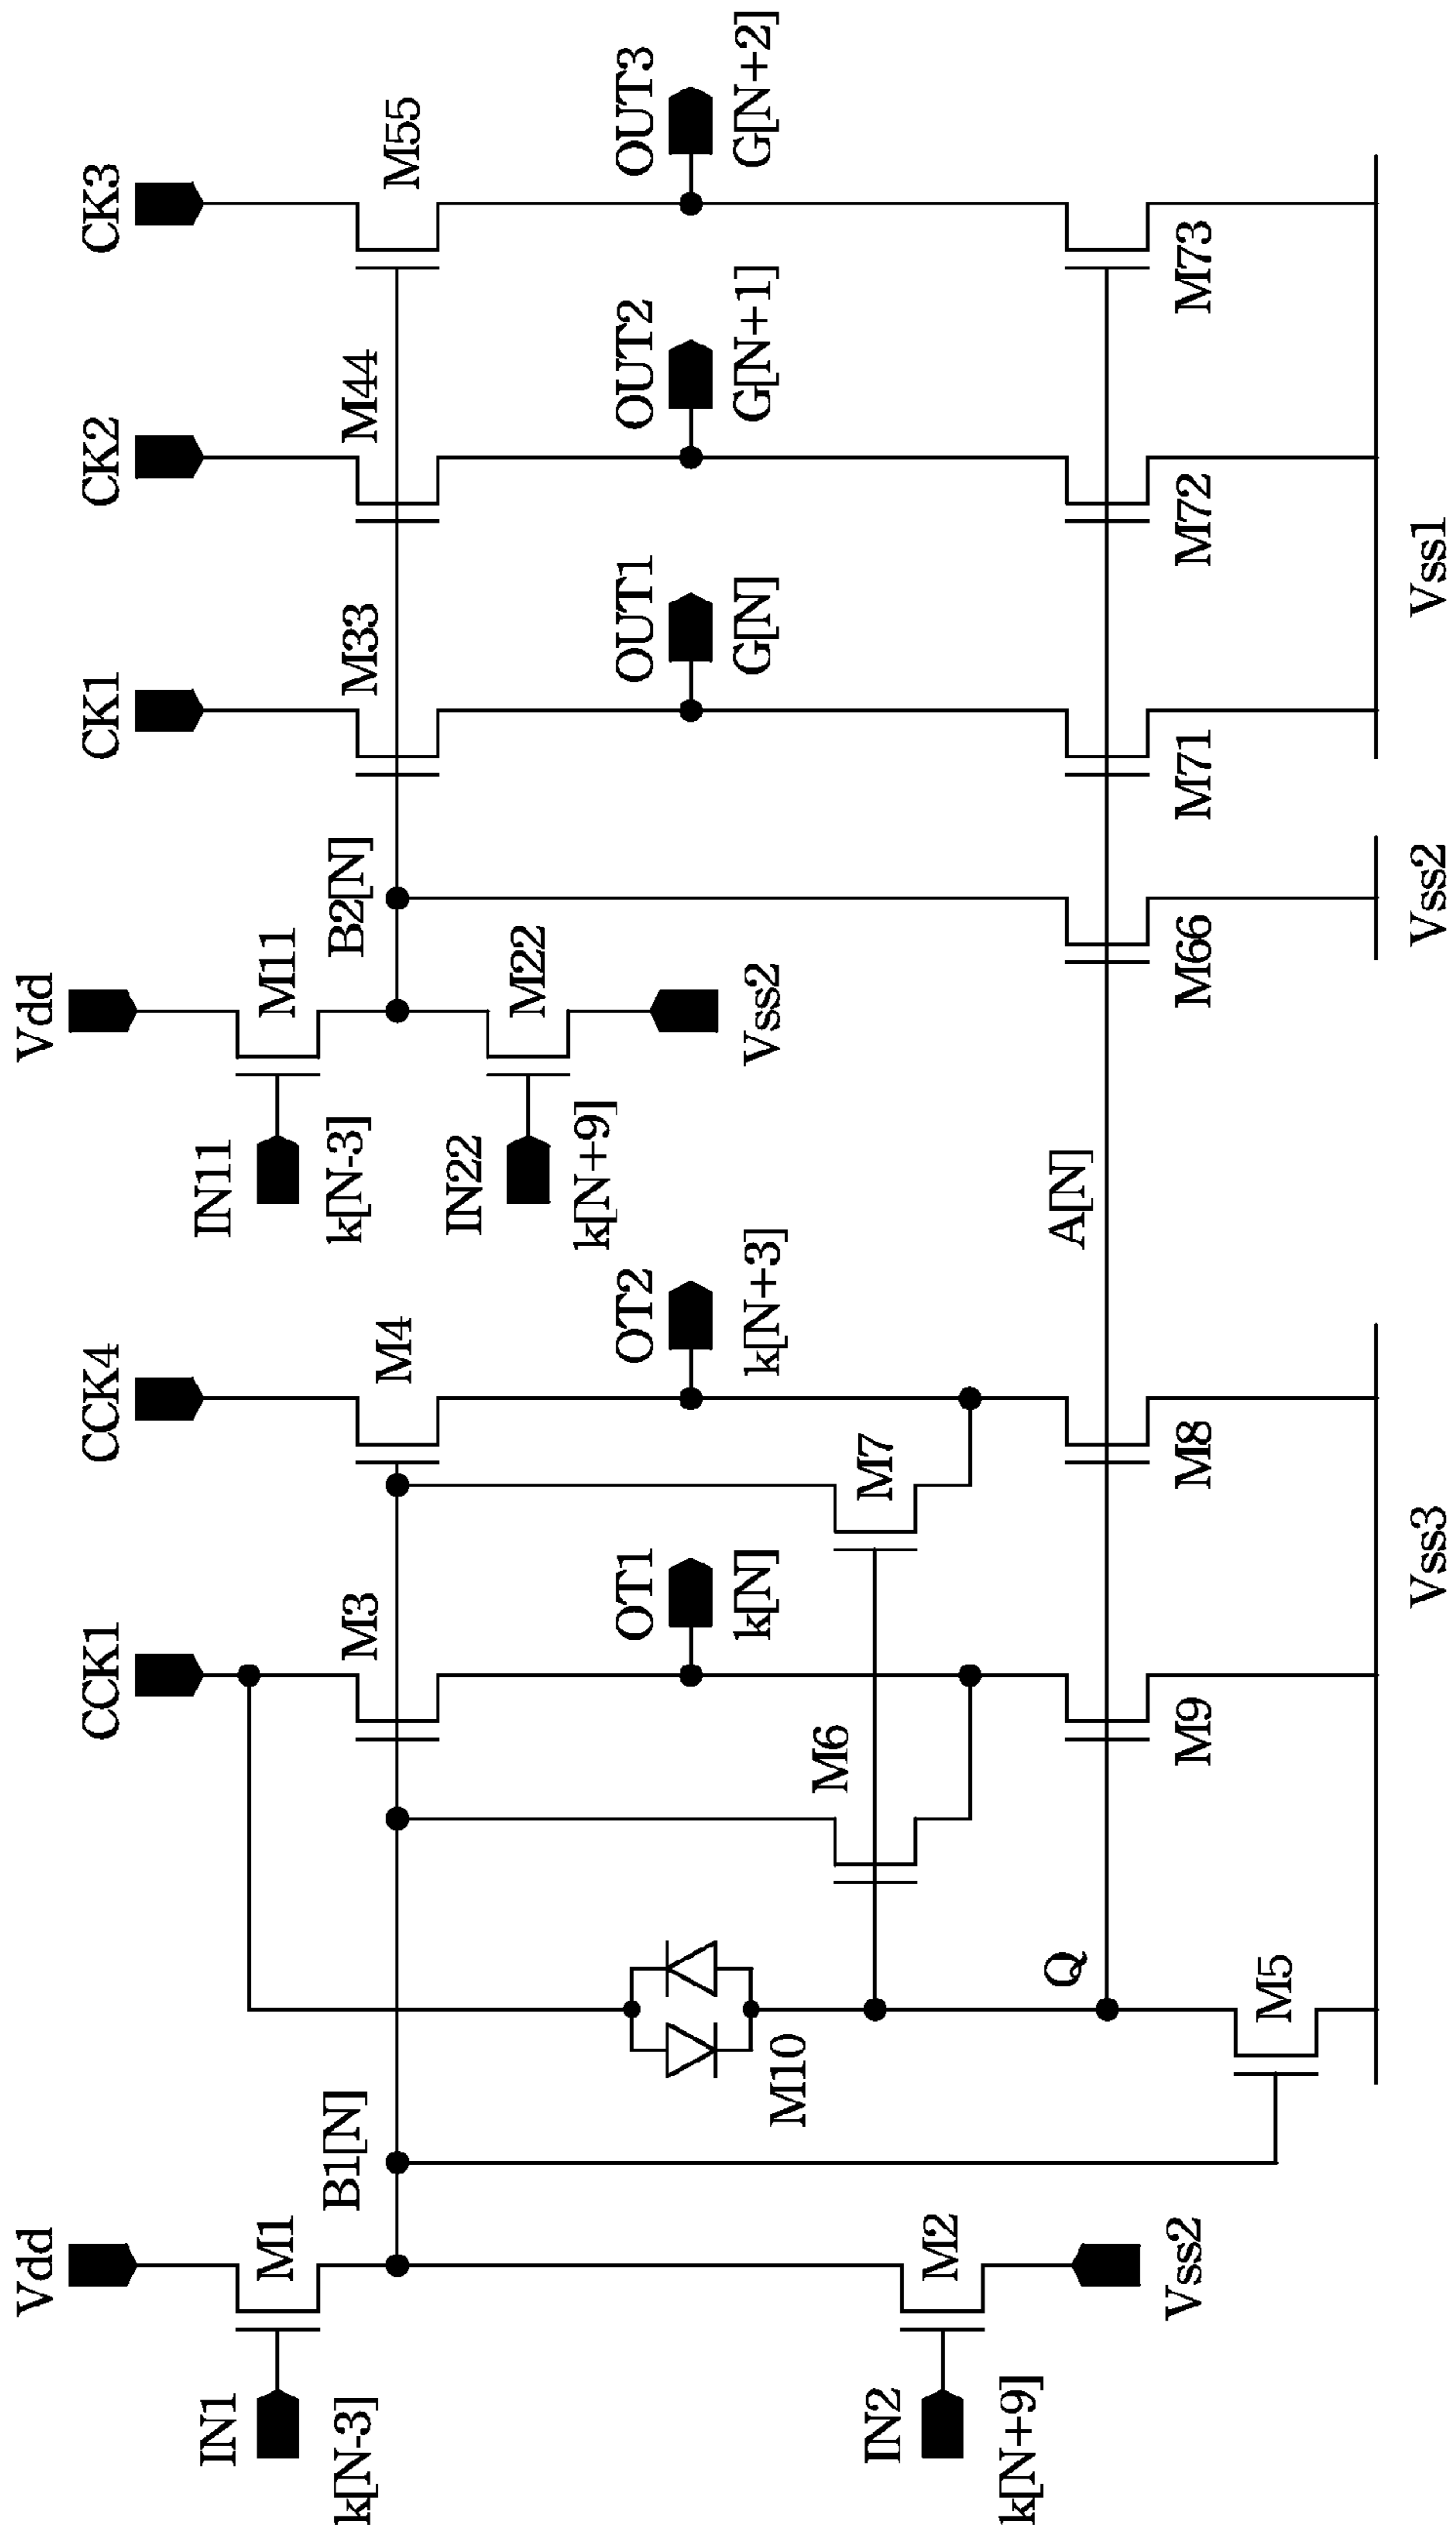 Vdd
Vdd
CCK1
CCK4
CK1
CK2
CK3
IN1
k[N-3]
M1
B1[N]
M3
M4
IN11
k[N-3]
M11
B2[N]
M33
M44
M55
IN22
k[N+9]
M22
Vss2
OT1
k[N]
OT2
k[N+3]
OUT1
G[N]
OUT2
G[N+1]
OUT3
G[N+2]
M10
M6
M7
IN2
k[N+9]
M2
Vss2
Q
A[N]
M5
M9
M8
M66
M71
M72
M73
Vss3
Vss2
Vss1